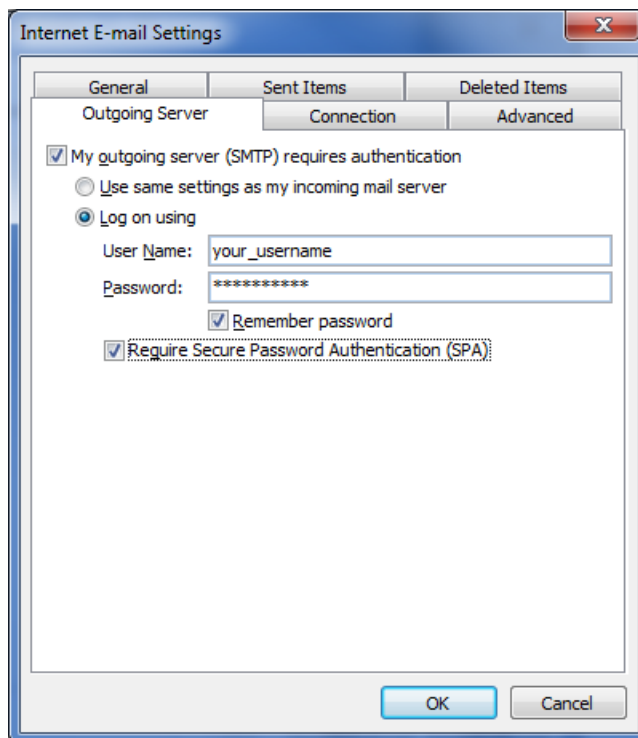 Internet E-mail Settings
General Sent Items Deleted Items
Outgoing Server Connection Advanced
My outgoing server (SMTP) requires authentication
Use same settings as my incoming mail server
Log on using
User Name: your_username
Password: **********
Remember password
Require Secure Password Authentication (SPA)
OK Cancel